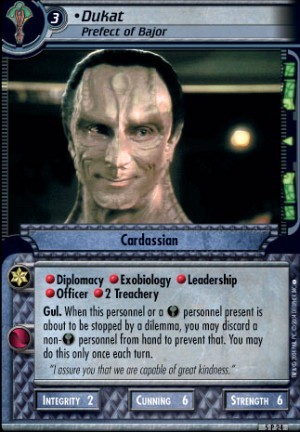 3
•Dukat
Prefect of Bajor
Cardassian
Diplomacy Exobiology Leadership
Officer 2 Treachery
Gul. When this personnel or a personnel present is
about to be stopped by a dilemma, you may discard a
non- personnel from hand to prevent that. You may
do this only once each turn.
"I assure you that we are capable of great kindness."
INTEGRITY 2 CUNNING 6 STRENGTH 6
5 P 24